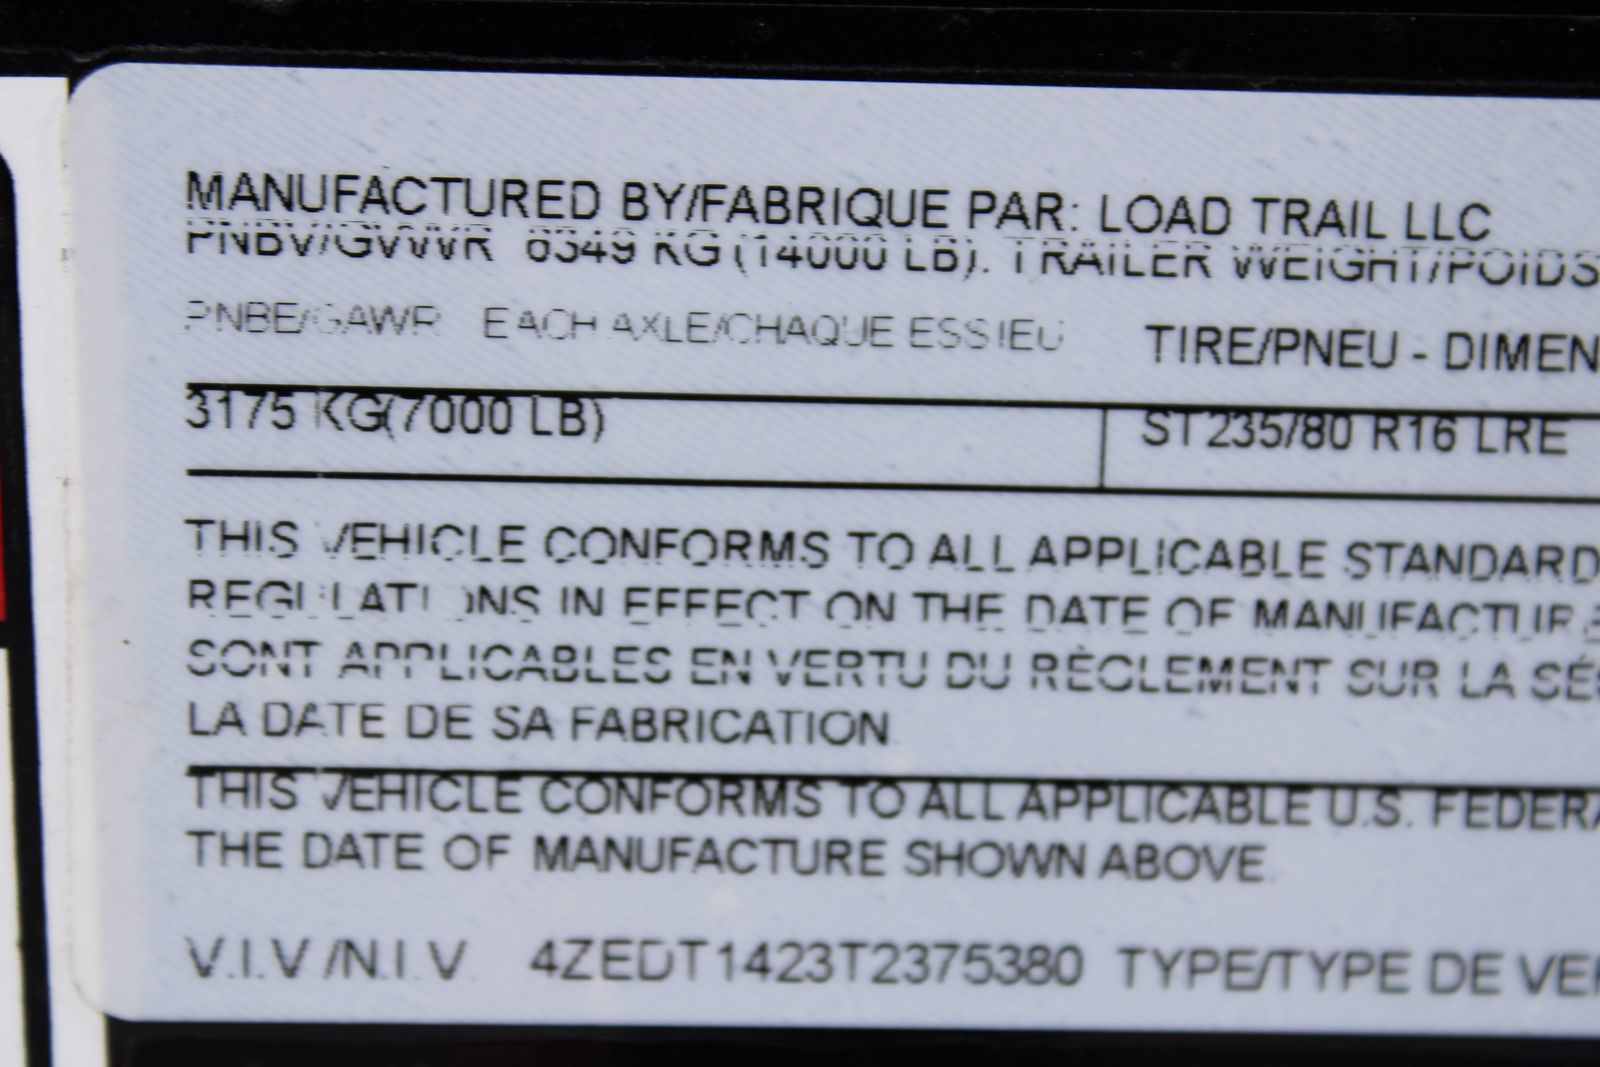 MANUFACTURED BY/FABRIQUE PAR: LOAD TRAIL LLC
PNBV/GVWR 6349 KG (14000 LB). TRAILER WEIGHT/POIDS
PNBE/GAWR EACH AXLE/CHAQUE ESSIEU TIRE/PNEU - DIMEN
3175 KG(7000 LB) ST235/80 R16 LRE
THIS VEHICLE CONFORMS TO ALL APPLICABLE STANDARD
REGULATIONS IN EFFECT ON THE DATE OF MANUFACTURE
SONT APPLICABLES EN VERTU DU RÈGLEMENT SUR LA SÉ
LA DATE DE SA FABRICATION
THIS VEHICLE CONFORMS TO ALL APPLICABLE U.S. FEDERA
THE DATE OF MANUFACTURE SHOWN ABOVE.
V.I.V/N.I.V. 4ZEDT1423T2375380 TYPE/TYPE DE VE